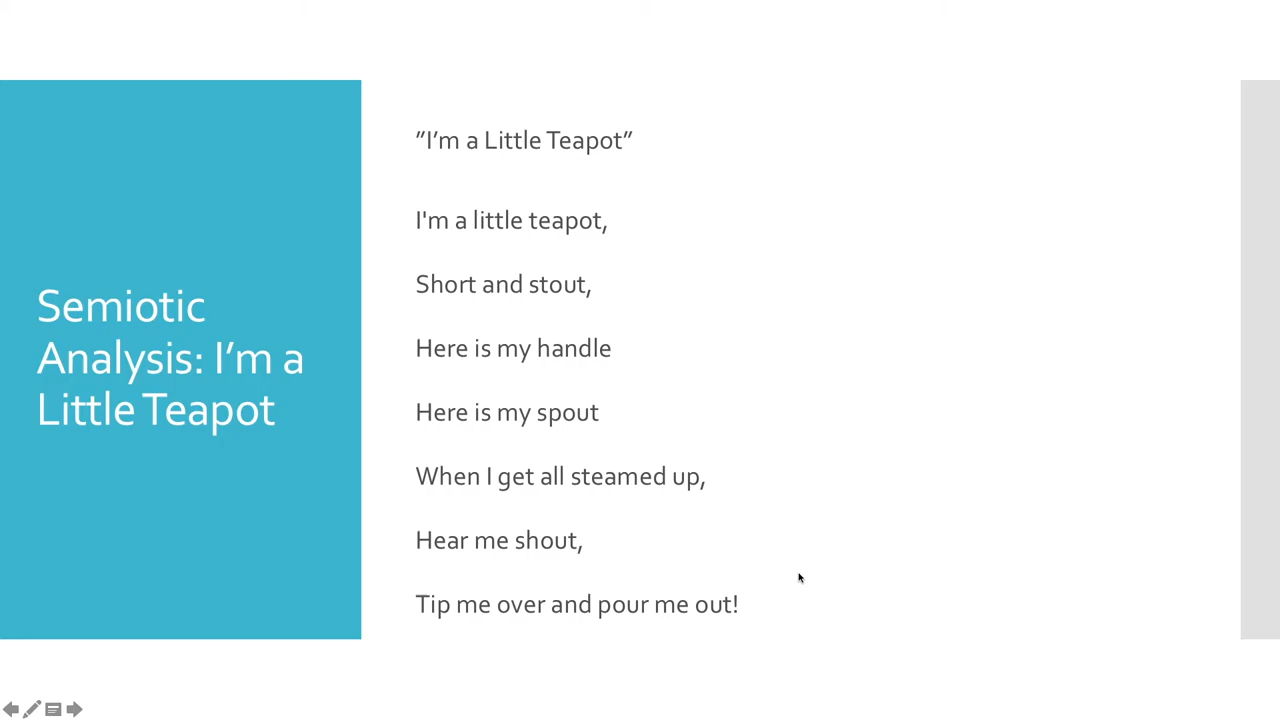 Semiotic
Analysis: I’m a
Little Teapot
”I’m a Little Teapot”
I'm a little teapot,
Short and stout,
Here is my handle
Here is my spout
When I get all steamed up,
Hear me shout,
Tip me over and pour me out!